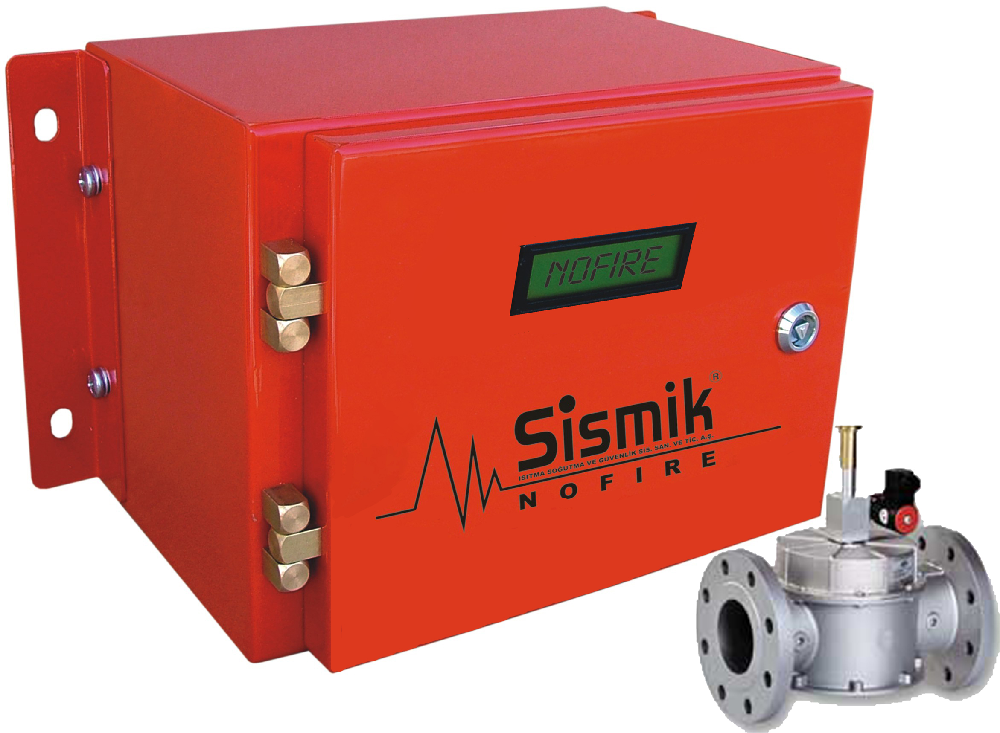 NOFIRE
Sismik®
ISITMA SOĞUTMA VE GÜVENLİK SİS. SAN. VE TİC. A.Ş.
NOFIRE